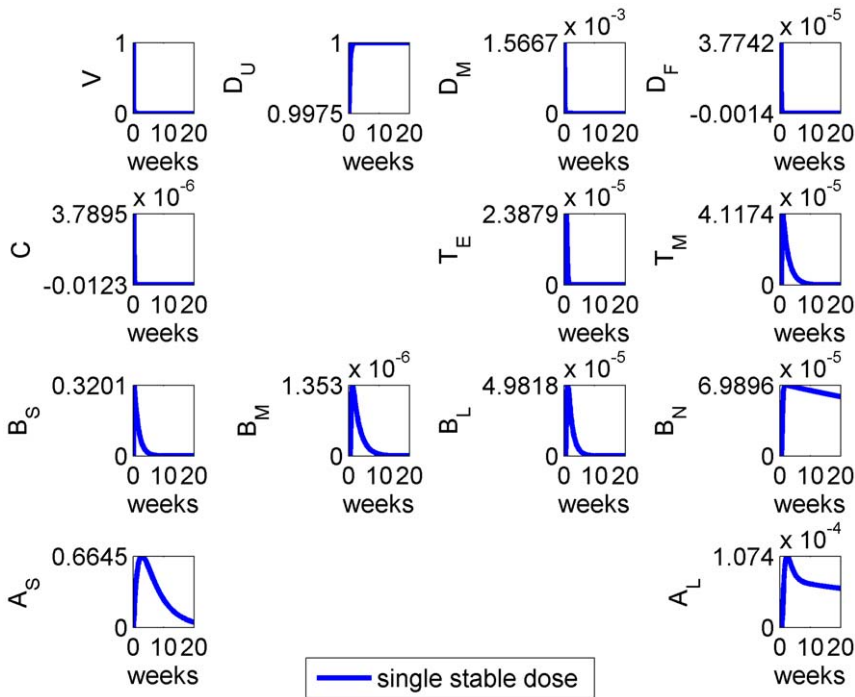 V 1 0 0 10 20 weeks
D_U 1 0.9975 0 10 20 weeks
D_M x 10^-3 1.5667 0 0 10 20 weeks
D_F x 10^-5 3.7742 -0.0014 0 10 20 weeks
C x 10^-6 3.7895 -0.0123 0 10 20 weeks
T_E x 10^-5 2.3879 0 0 10 20 weeks
T_M x 10^-5 4.1174 0 0 10 20 weeks
B_S 0.3201 0 0 10 20 weeks
B_M x 10^-6 1.353 0 0 10 20 weeks
B_L x 10^-5 4.9818 0 0 10 20 weeks
B_N x 10^-5 6.9896 0 0 10 20 weeks
A_S 0.6645 0 0 10 20 weeks
A_L x 10^-4 1.074 0 0 10 20 weeks
single stable dose